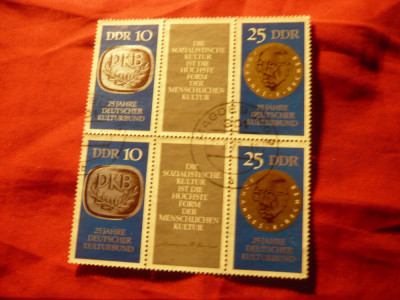 DDR 10
DKB
25 JAHRE
DEUTSCHER
KULTURBUND
DIE
SOZIALISTISCHE
KULTUR
IST DIE
HÖCHSTE
FORM
DER
MENSCHLICHEN
KULTUR
25 DDR
25 JAHRE
DEUTSCHER
KULTURBUND
DDR 10
DKB
25 JAHRE
DEUTSCHER
KULTURBUND
DIE
SOZIALISTISCHE
KULTUR
IST DIE
HÖCHSTE
FORM
DER
MENSCHLICHEN
KULTUR
25 DDR
25 JAHRE
DEUTSCHER
KULTURBUND